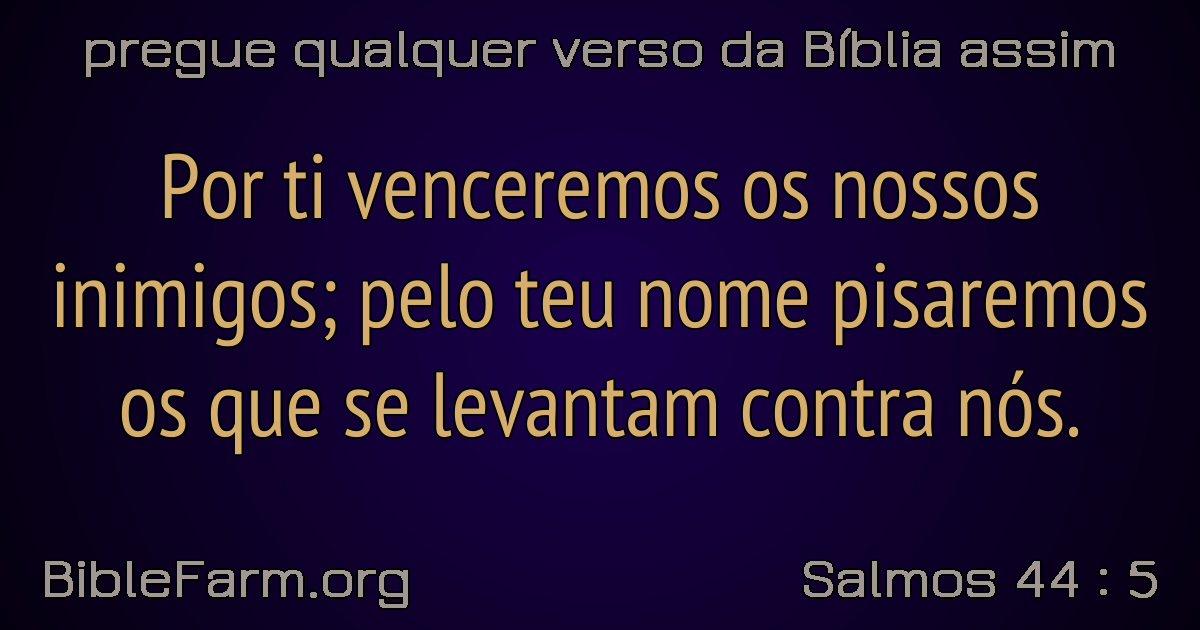 pregue qualquer verso da Bíblia assim
Por ti venceremos os nossos
inimigos; pelo teu nome pisaremos
os que se levantam contra nós.
BibleFarm.org
Salmos 44 : 5